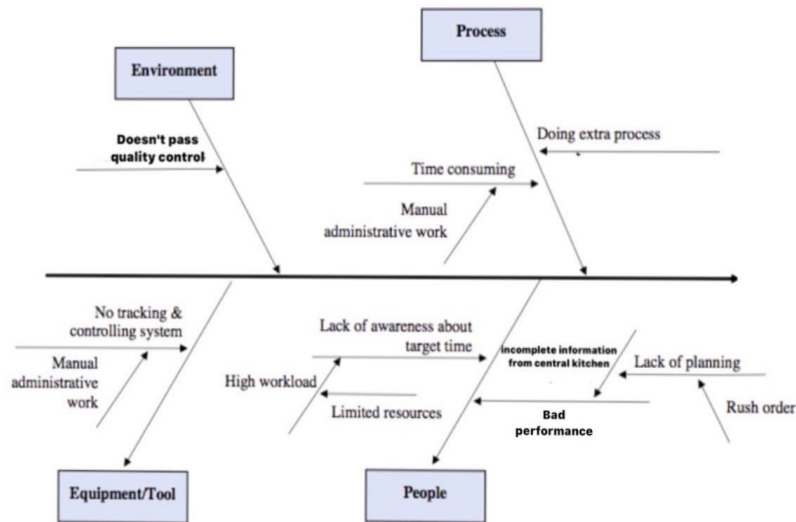 Process
Environment
Doesn't pass
quality control
Doing extra process
Time consuming
Manual
administrative work
No tracking &
controlling system
Manual
administrative
work
Lack of awareness about
target time
High workload
Limited resources
incomplete information
from central kitchen
Lack of planning
Rush order
Bad
performance
Equipment/Tool
People